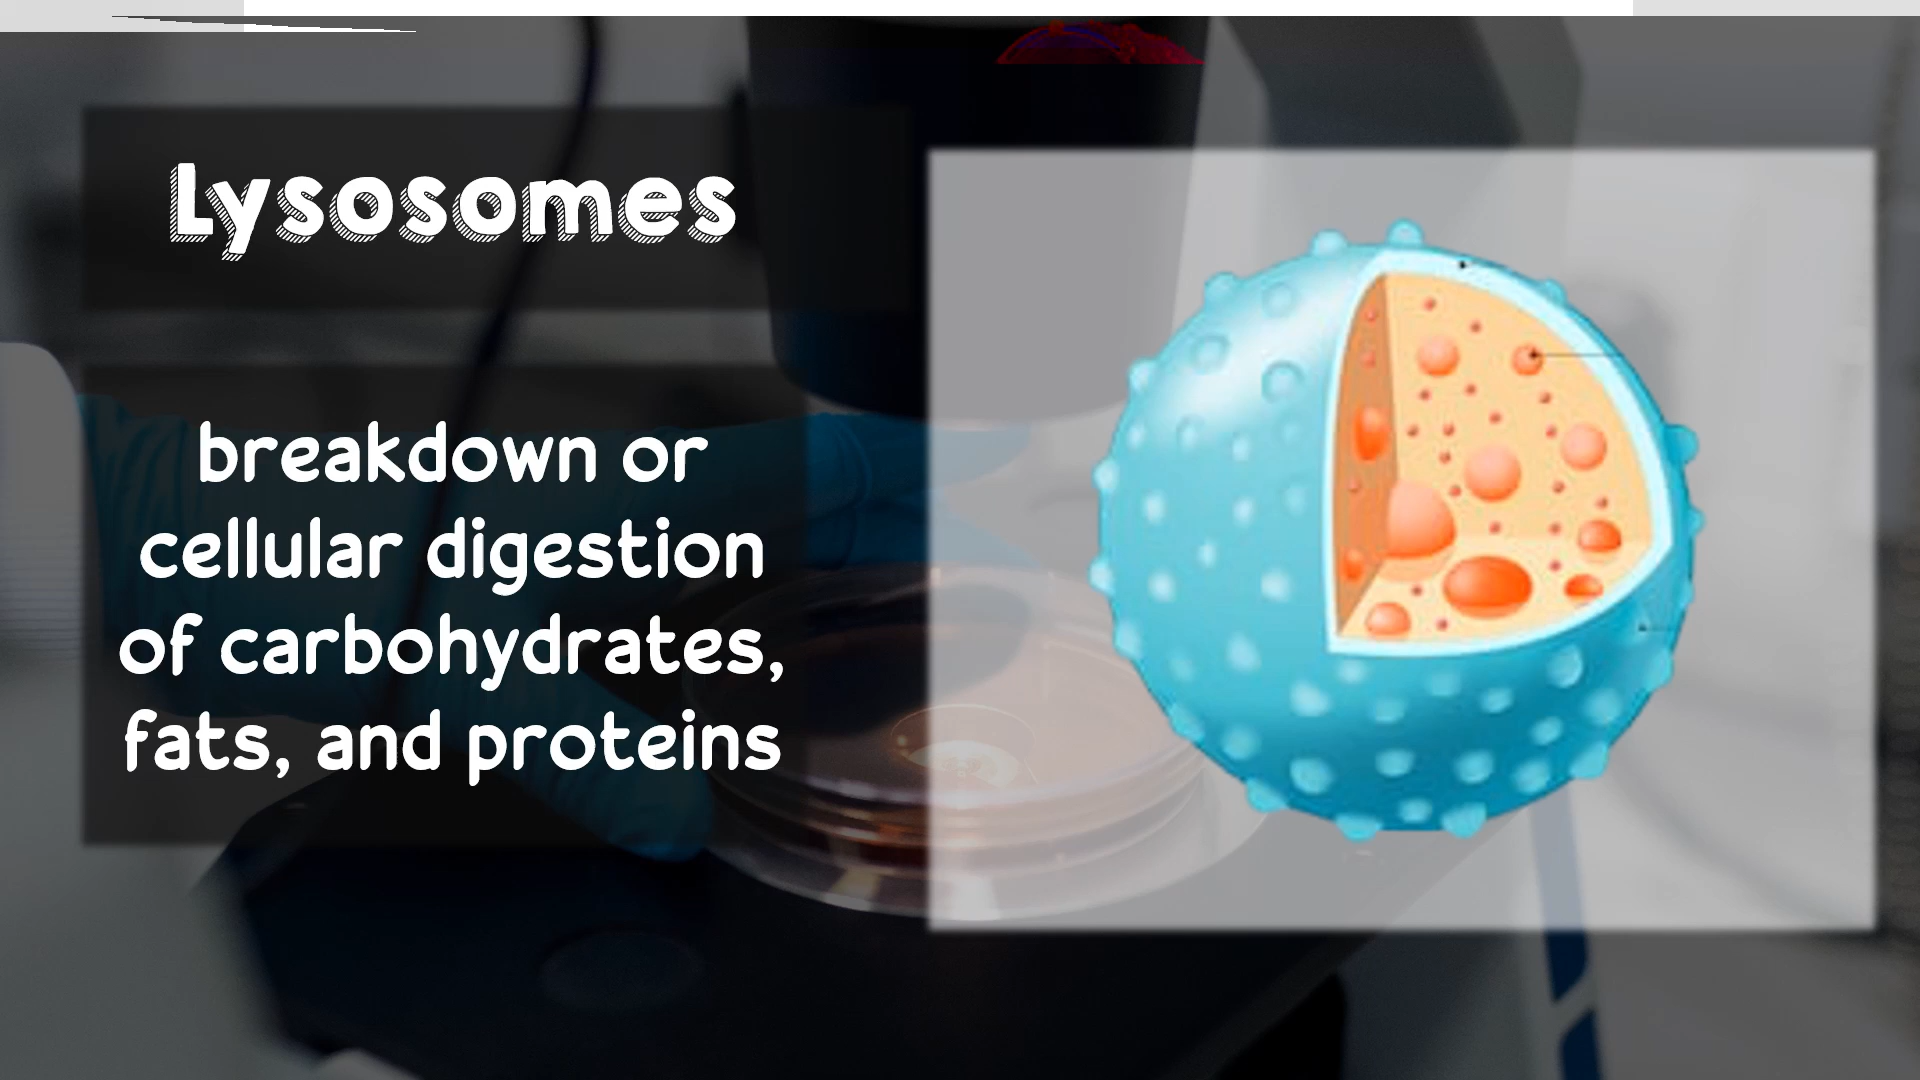 Lysosomes
breakdown or
cellular digestion
of carbohydrates,
fats, and proteins